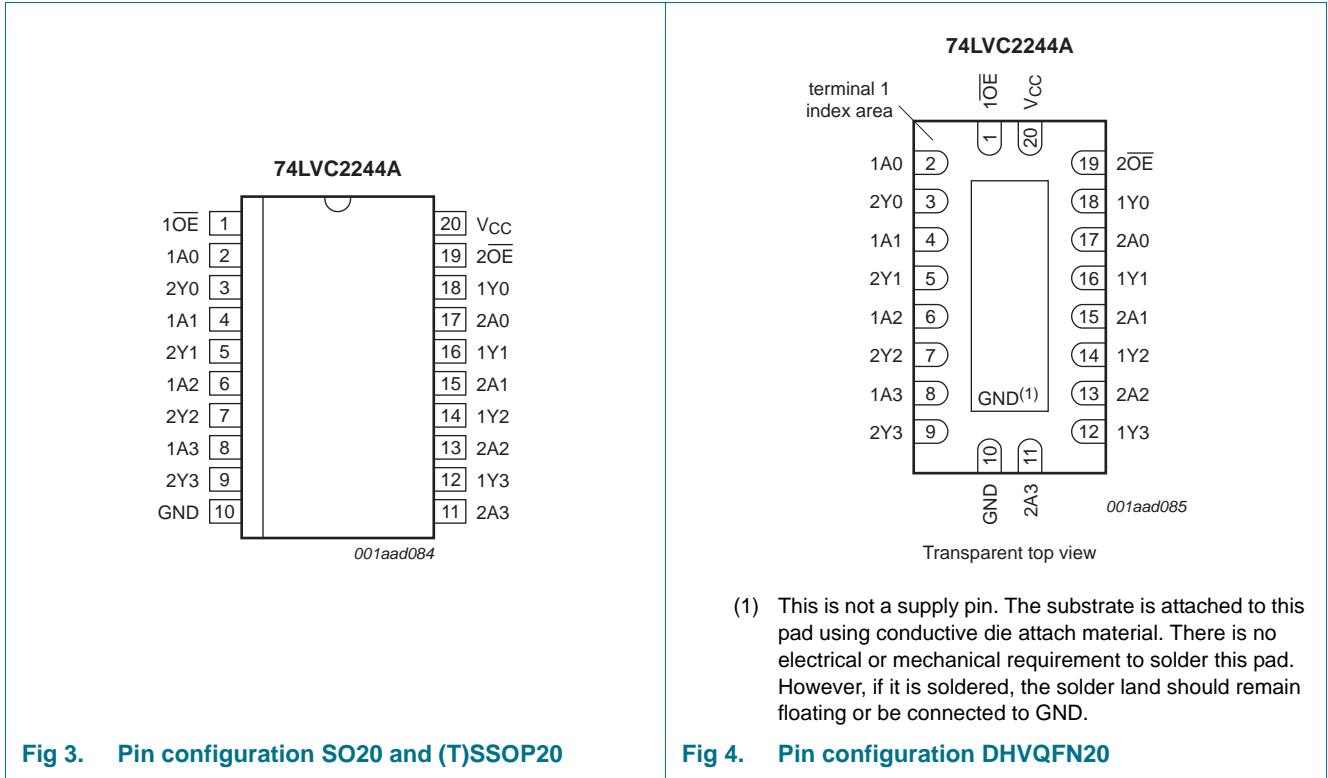 74LVC2244A
1OE 1 20 VCC
1A0 2 19 2OE
2Y0 3 18 1Y0
1A1 4 17 2A0
2Y1 5 16 1Y1
1A2 6 15 2A1
2Y2 7 14 1Y2
1A3 8 13 2A2
2Y3 9 12 1Y3
GND 10 11 2A3
001aad084
Fig 3. Pin configuration SO20 and (T)SSOP20
74LVC2244A
terminal 1
index area
1OE VCC
1 20
1A0 2 19 2OE
2Y0 3 18 1Y0
1A1 4 17 2A0
2Y1 5 16 1Y1
1A2 6 15 2A1
2Y2 7 14 1Y2
1A3 8 GND(1) 13 2A2
2Y3 9 12 1Y3
10 11
GND 2A3
001aad085
Transparent top view
(1) This is not a supply pin. The substrate is attached to this
pad using conductive die attach material. There is no
electrical or mechanical requirement to solder this pad.
However, if it is soldered, the solder land should remain
floating or be connected to GND.
Fig 4. Pin configuration DHVQFN20